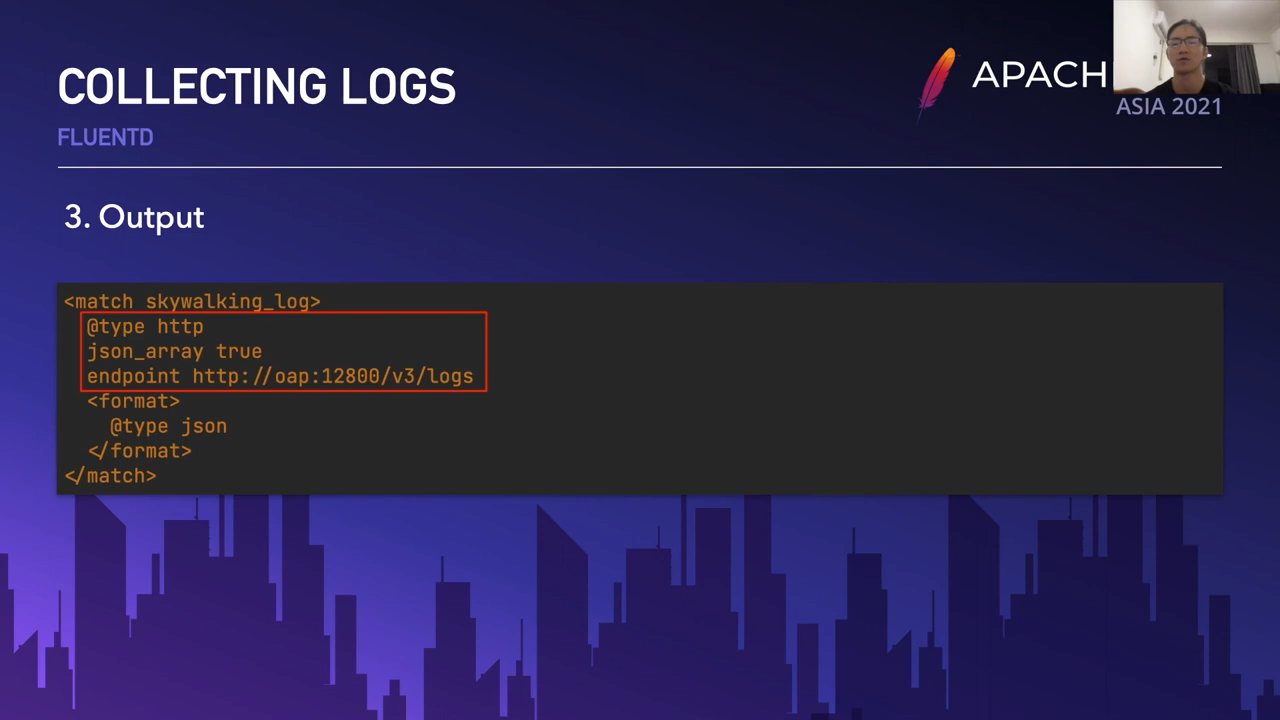 COLLECTING LOGS
FLUENTD
APACH
ASIA 2021
3. Output
<match skywalking_log>
@type http
json_array true
endpoint http://oap:12800/v3/logs
<format>
@type json
</format>
</match>